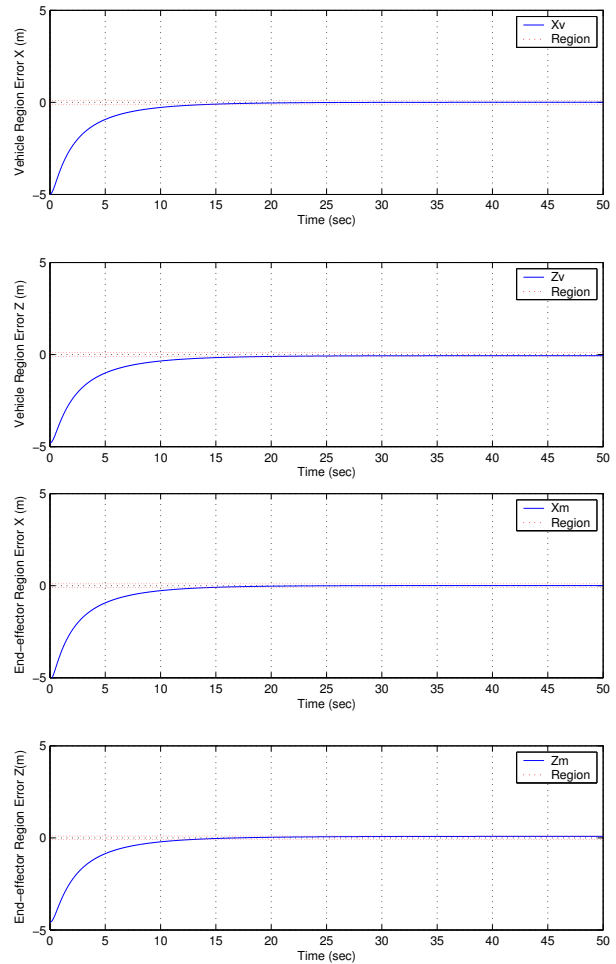 5
0
−5
Vehicle Region Error X (m)
Xv
Region
0 5 10 15 20 25 30 35 40 45 50
Time (sec)
5
0
−5
Vehicle Region Error Z (m)
Zv
Region
0 5 10 15 20 25 30 35 40 45 50
Time (sec)
5
0
−5
End−effector Region Error X (m)
Xm
Region
0 5 10 15 20 25 30 35 40 45 50
Time (sec)
5
0
−5
End−effector Region Error Z(m)
Zm
Region
0 5 10 15 20 25 30 35 40 45 50
Time (sec)